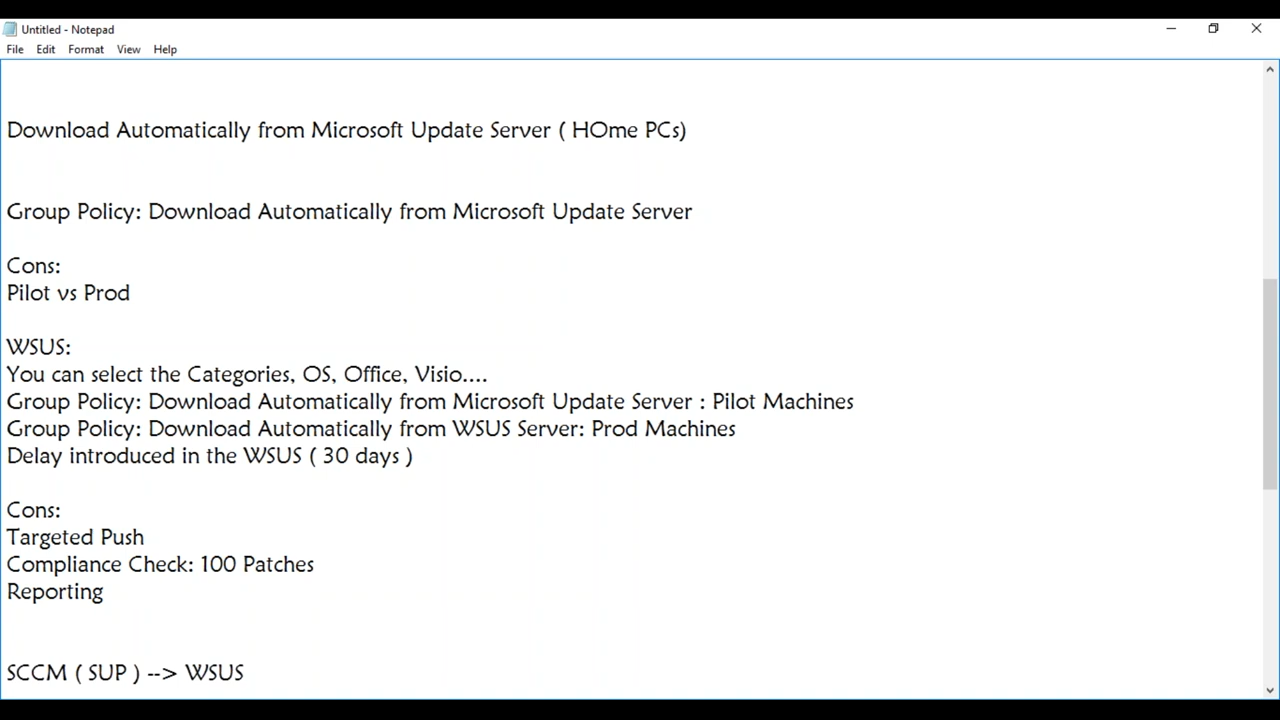 Untitled - Notepad
File Edit Format View Help
Download Automatically from Microsoft Update Server ( HOme PCs)
Group Policy: Download Automatically from Microsoft Update Server
Cons:
Pilot vs Prod
WSUS:
You can select the Categories, OS, Office, Visio....
Group Policy: Download Automatically from Microsoft Update Server : Pilot Machines
Group Policy: Download Automatically from WSUS Server: Prod Machines
Delay introduced in the WSUS ( 30 days )
Cons:
Targeted Push
Compliance Check: 100 Patches
Reporting
SCCM ( SUP ) --> WSUS